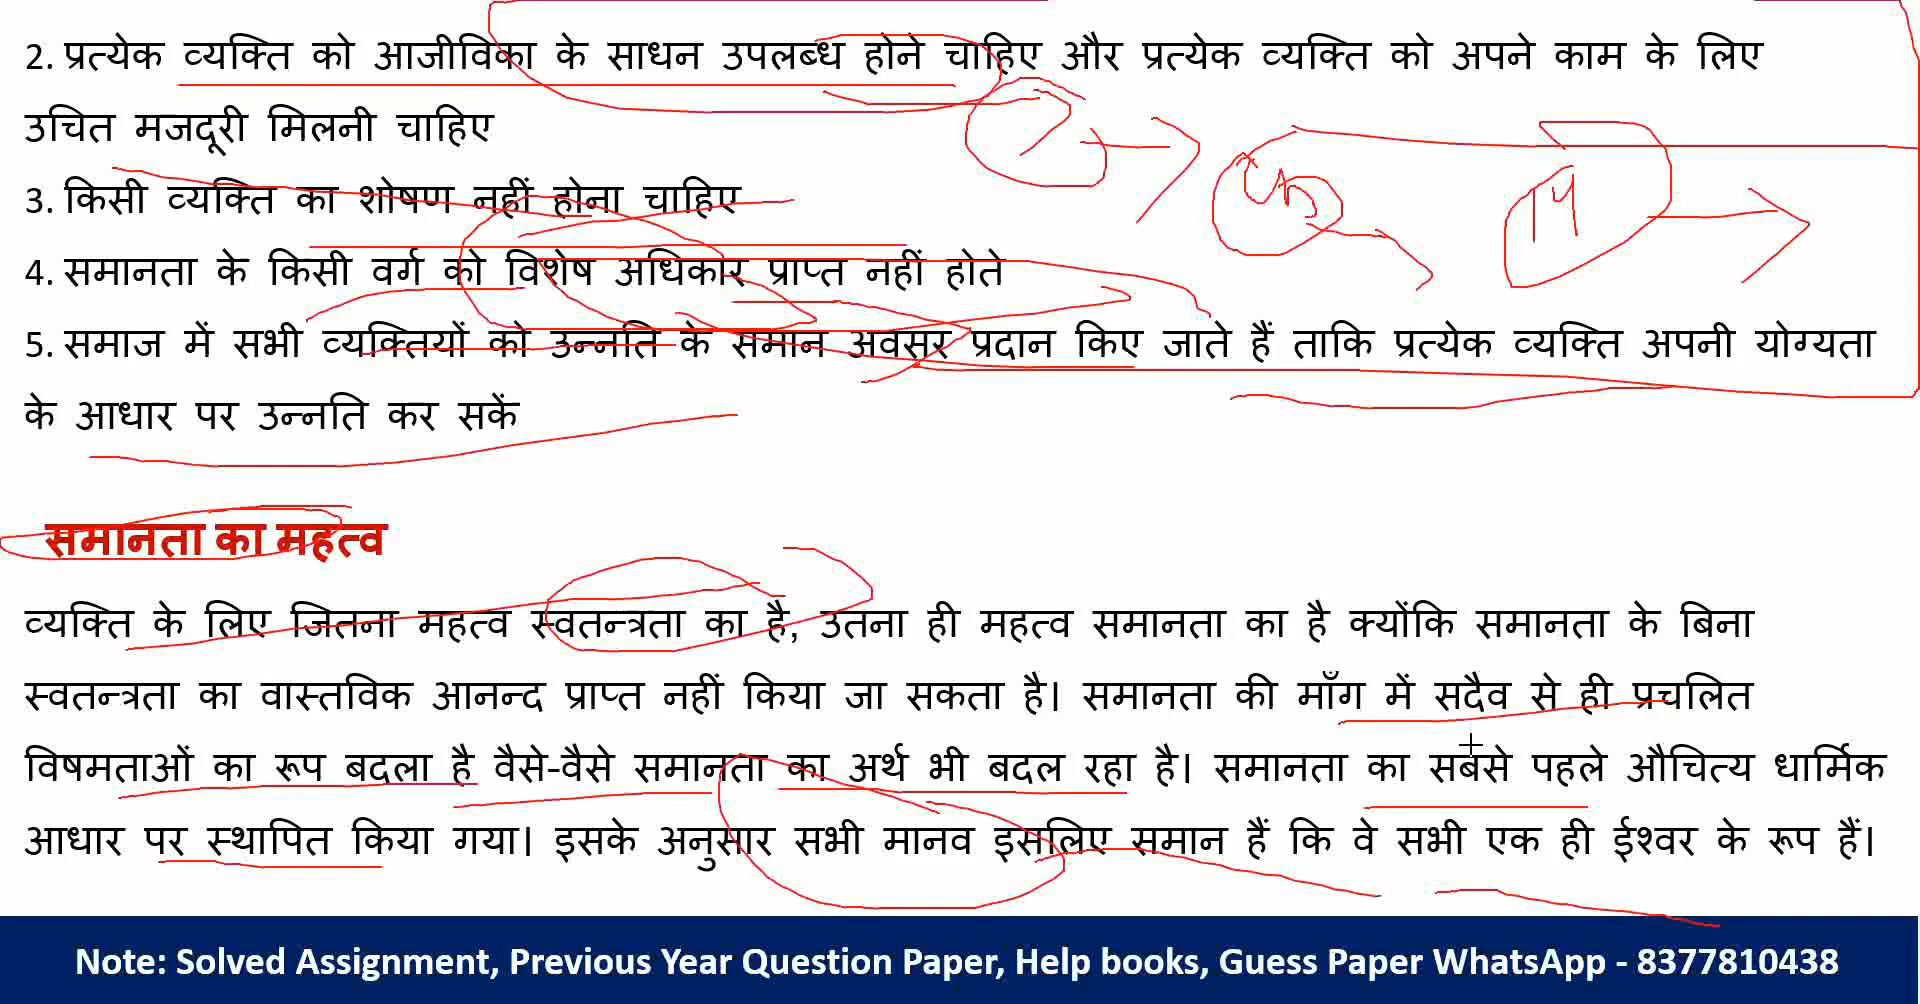 2. प्रत्येक व्यक्ति को आजीविका के साधन उपलब्ध होने चाहिए और प्रत्येक व्यक्ति को अपने काम के लिए
उचित मजदूरी मिलनी चाहिए
3. किसी व्यक्ति का शोषण नहीं होना चाहिए
4. समानता के किसी वर्ग को विशेष अधिकार प्राप्त नहीं होते
5. समाज में सभी व्यक्तियों को उन्नति के समान अवसर प्रदान किए जाते हैं ताकि प्रत्येक व्यक्ति अपनी योग्यता
के आधार पर उन्नति कर सकें
समानता का महत्व
व्यक्ति के लिए जितना महत्व स्वतन्त्रता का है, उतना ही महत्व समानता का है क्योंकि समानता के बिना
स्वतन्त्रता का वास्तविक आनन्द प्राप्त नहीं किया जा सकता है। समानता की माँग में सदैव से ही प्रचलित
विषमताओं का रूप बदला है वैसे-वैसे समानता का अर्थ भी बदल रहा है। समानता का सबसे पहले औचित्य धार्मिक
आधार पर स्थापित किया गया। इसके अनुसार सभी मानव इसलिए समान हैं कि वे सभी एक ही ईश्वर के रूप हैं।
Note: Solved Assignment, Previous Year Question Paper, Help books, Guess Paper WhatsApp - 8377810438